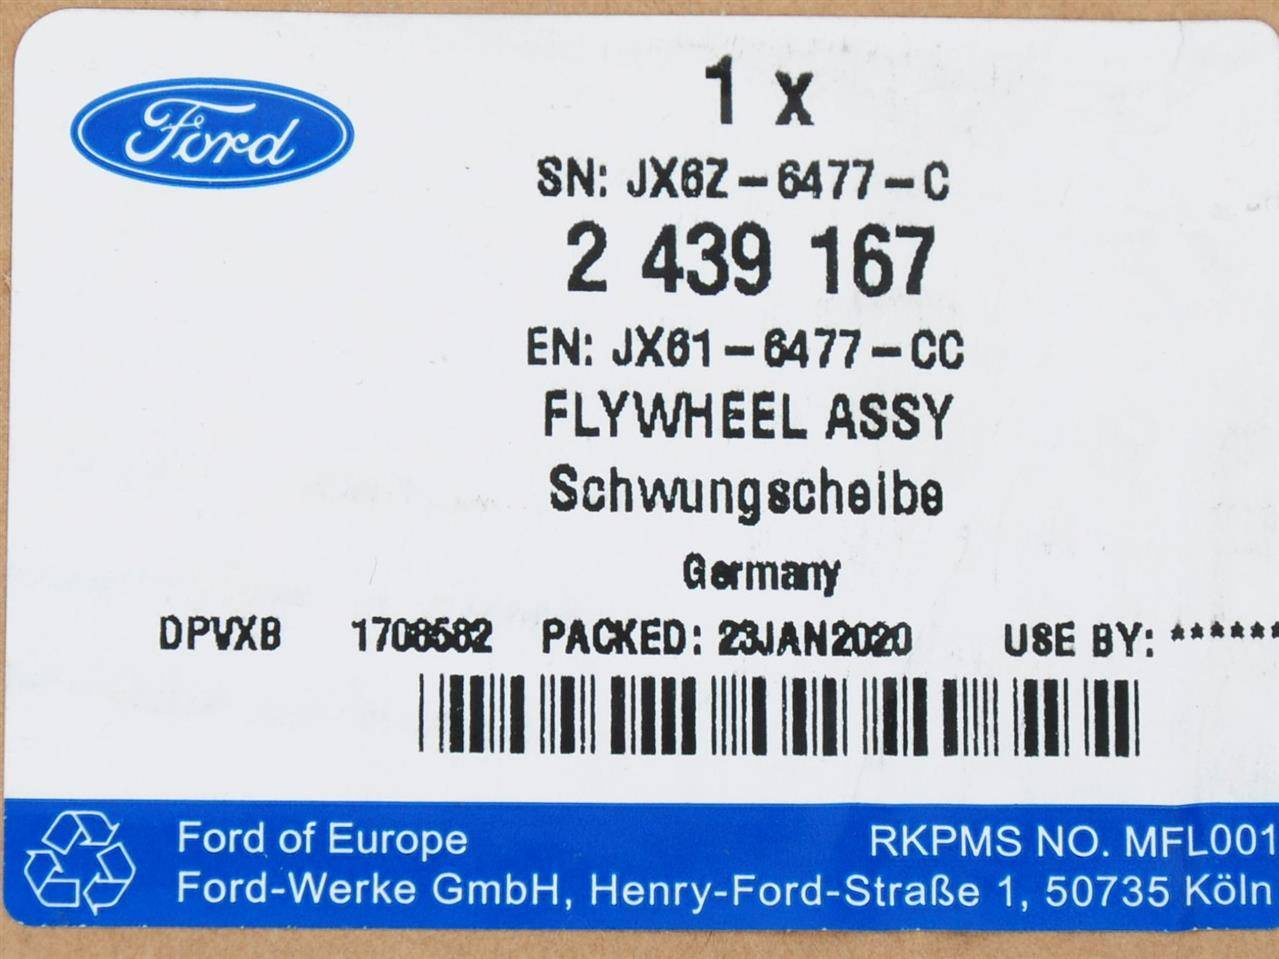 Ford
1 x
SN: JX6Z-6477-C
2 439 167
EN: JX61-6477-CC
FLYWHEEL ASSY
Schwungscheibe
Germany
DPVXB 1708582 PACKED: 23JAN2020 USE BY: ******
Ford of Europe RKPMS NO. MFL001
Ford-Werke GmbH, Henry-Ford-Straße 1, 50735 Köln